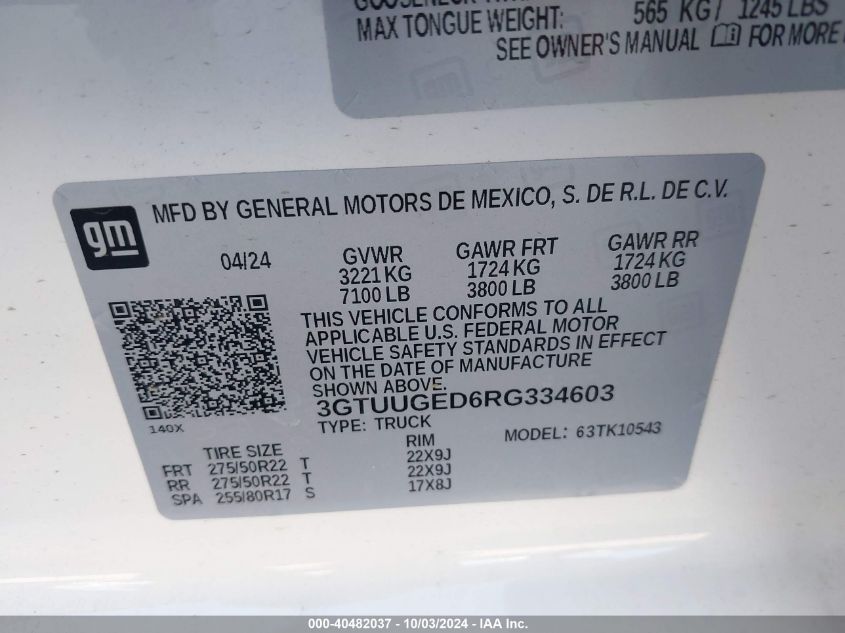 MAX TONGUE WEIGHT: 565 KG / 1245 LBS
SEE OWNER'S MANUAL FOR MORE
gm
MFD BY GENERAL MOTORS DE MEXICO, S. DE R.L. DE C.V.
04/24 GVWR GAWR FRT GAWR RR
3221 KG 1724 KG 1724 KG
7100 LB 3800 LB 3800 LB
THIS VEHICLE CONFORMS TO ALL
APPLICABLE U.S. FEDERAL MOTOR
VEHICLE SAFETY STANDARDS IN EFFECT
ON THE DATE OF MANUFACTURE
SHOWN ABOVE.
3GTUUGED6RG334603
140X
TYPE: TRUCK
MODEL: 63TK10543
TIRE SIZE RIM
FRT 275/50R22 T 22X9J
RR 275/50R22 T 22X9J
SPA 255/80R17 S 17X8J
000-40482037 - 10/03/2024 - IAA Inc.